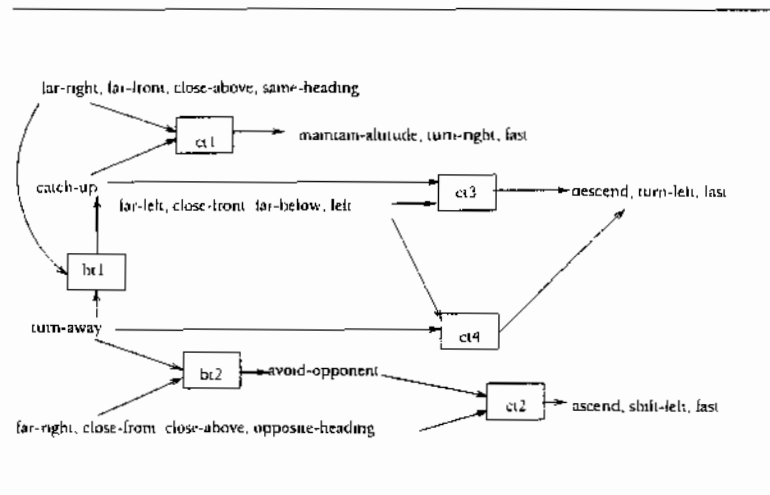 far-right, far-front, close-above, same-heading
ct1
maintain-altitude, turn-right, fast
catch-up
ct3
descend, turn-left, fast
far-left, close-front far-below, left
bt1
turn-away
ct4
bt2
avoid-opponent
ct2
ascend, shift-left, fast
far-right, close-front close-above, opposite-heading